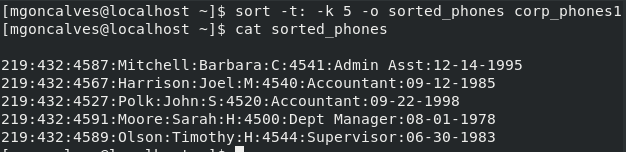 [mgoncalves@localhost ~]$ sort -t: -k 5 -o sorted_phones corp_phones1
[mgoncalves@localhost ~]$ cat sorted_phones
219:432:4587:Mitchell:Barbara:C:4541:Admin Asst:12-14-1995
219:432:4567:Harrison:Joel:M:4540:Accountant:09-12-1985
219:432:4527:Polk:John:S:4520:Accountant:09-22-1998
219:432:4591:Moore:Sarah:H:4500:Dept Manager:08-01-1978
219:432:4589:Olson:Timothy:H:4544:Supervisor:06-30-1983
[mgoncalves@localhost ~]$